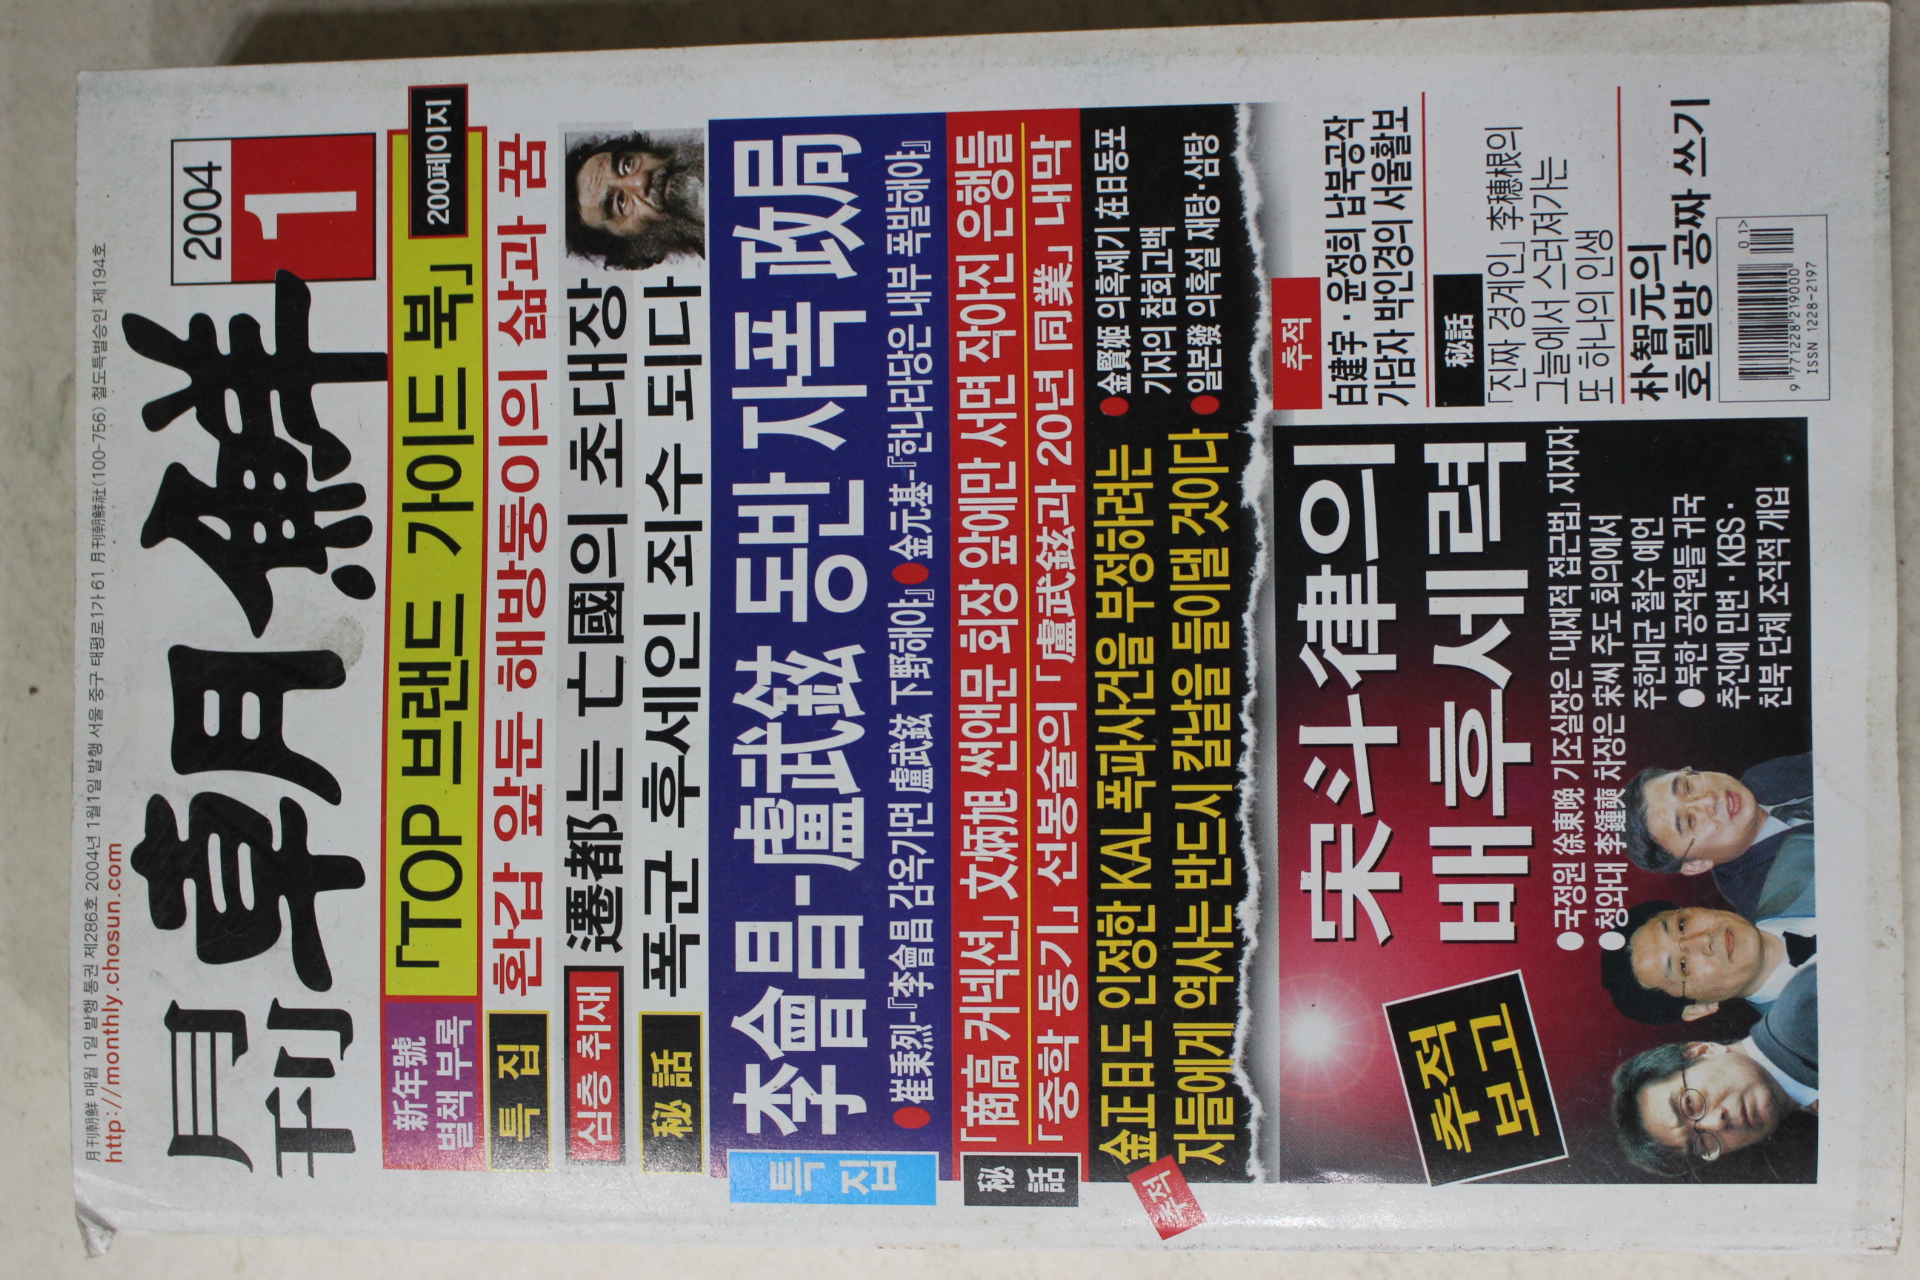 月刊朝鮮 매월 1일 발행 통권 제286호 2004년 1월1일 발행 서울 중구 태평로1가 61 月刊朝鮮社(100-756) 철도특별승인 제194호
http://monthly.chosun.com
月刊 朝鮮
2004
1
新年號
별책 부록
「TOP 브랜드 가이드 북」
200페이지
특 집
환갑 앞둔 해방둥이의 삶과 꿈
심층 취재
遷都는 亡國의 초대장
秘 話
폭군 후세인 죄수 되다
특집
李會昌-盧武鉉 동반 자폭 政局
●崔秉烈-『李會昌 감옥가면 盧武鉉 下野해야』 ●金元基-『한나라당은 내부 폭발해야』
秘話
「商高 커넥션」 文炳旭 썬앤문 회장 앞에만 서면 작아진 은행들
「중학 동기」 선봉술의 「盧武鉉과 20년 同業」 내막
추적
金正日도 인정한 KAL폭파사건을 부정하려는
자들에게 역사는 반드시 칼날을 들이댈 것이다
●金賢姬 의혹제기 在日동포
기자의 참회고백
●일본發 의혹설 재탕·삼탕
추적
보고
宋斗律의
배후세력
●국정원 徐東晩 기조실장은 「내재적 접근법」 지지자
●청와대 李鍾奭 차장은 宋씨 주도 회의에서
주한미군 철수 예언
●북한 공작원들 귀국
추진에 민변·KBS·
친북 단체 조직적 개입
추적
白建宇·윤정희 납북공작
가담자 박인경의 서울활보
秘話
「진짜 경계인」 李穗根의
그늘에서 스러져가는
또 하나의 인생
朴智元의
호텔방 공짜 쓰기
9 771228 219000
01>
ISSN 1228-2197